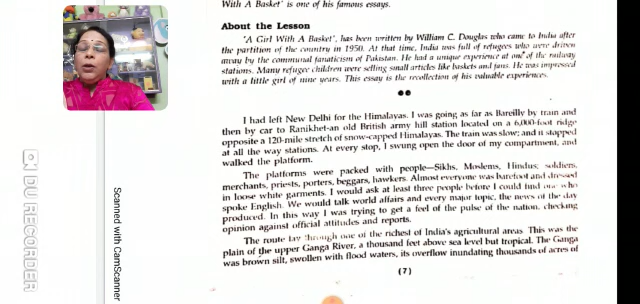 With A Basket' is one of his famous essays.
About the Lesson
'A Girl With A Basket', has been written by William C. Douglas who came to India after
the partition of the country in 1950. At that time, India was full of refugees who were driven
away by the communal fanaticism of Pakistan. He had a unique experience at one of the railway
stations. Many refugee children were selling small articles like baskets and fans. He was impressed
with a little girl of nine years. This essay is the recollection of his valuable experiences.
I had left New Delhi for the Himalayas. I was going as far as Bareilly by train and
then by car to Ranikhet-an old British army hill station located on a 6,000-foot ridge
opposite a 120-mile stretch of snow-capped Himalayas. The train was slow; and it stopped
at all the way stations. At every stop, I swung open the door of my compartment, and
walked the platform.
The platforms were packed with people—Sikhs, Moslems, Hindus; soldiers,
merchants, priests, porters, beggars, hawkers. Almost everyone was barefoot and dressed
in loose white garments. I would ask at least three people before I could find one who
spoke English. We would talk world affairs and every major topic, the news of the day
produced. In this way I was trying to get a feel of the pulse of the nation, checking
opinion against official attitudes and reports.
The route lay through one of the richest of India's agricultural areas. This was the
plain of the upper Ganga River, a thousand feet above sea level but tropical. The Ganga
was brown silt, swollen with flood waters, its overflow inundating thousands of acres of
(7)
Scanned with CamScanner
DU RECORDER